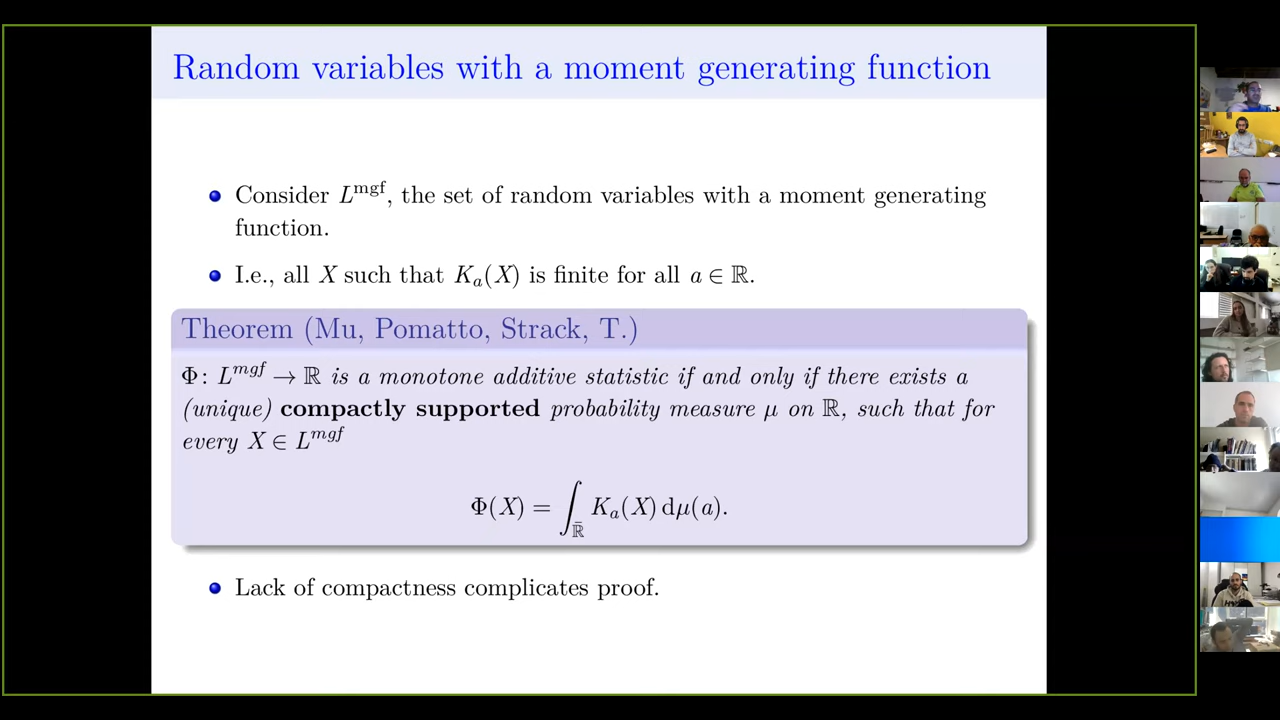 Random variables with a moment generating function
Consider L^mgf, the set of random variables with a moment generating
function.
I.e., all X such that K_a(X) is finite for all a ∈ ℝ.
Theorem (Mu, Pomatto, Strack, T.)
Φ: L^mgf → ℝ is a monotone additive statistic if and only if there exists a
(unique) compactly supported probability measure μ on ℝ, such that for
every X ∈ L^mgf
Φ(X) = ∫_ℝ̄ K_a(X) dμ(a).
Lack of compactness complicates proof.